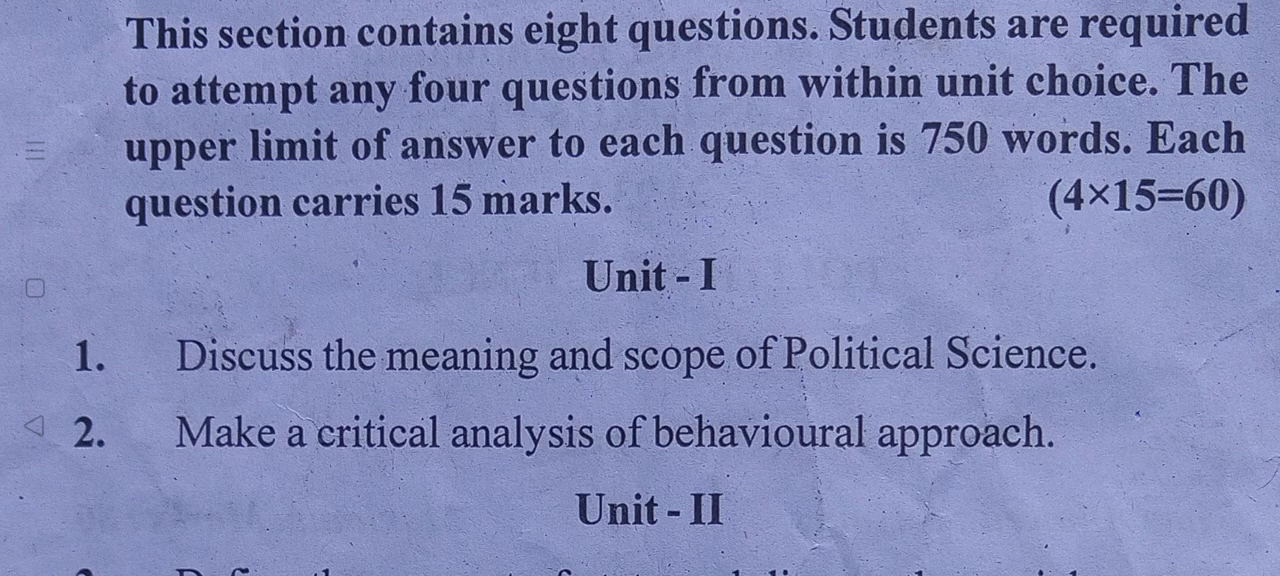 This section contains eight questions. Students are required
to attempt any four questions from within unit choice. The
upper limit of answer to each question is 750 words. Each
question carries 15 marks. (4×15=60)
Unit - I
1. Discuss the meaning and scope of Political Science.
2. Make a critical analysis of behavioural approach.
Unit - II